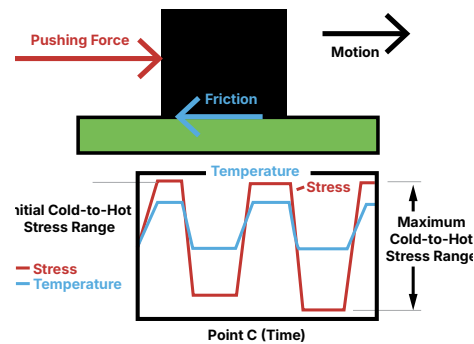 Pushing Force
Motion
Friction
Temperature
Stress
nitial Cold-to-Hot
Stress Range
Maximum
Cold-to-Hot
Stress Range
Stress
Temperature
Point C (Time)